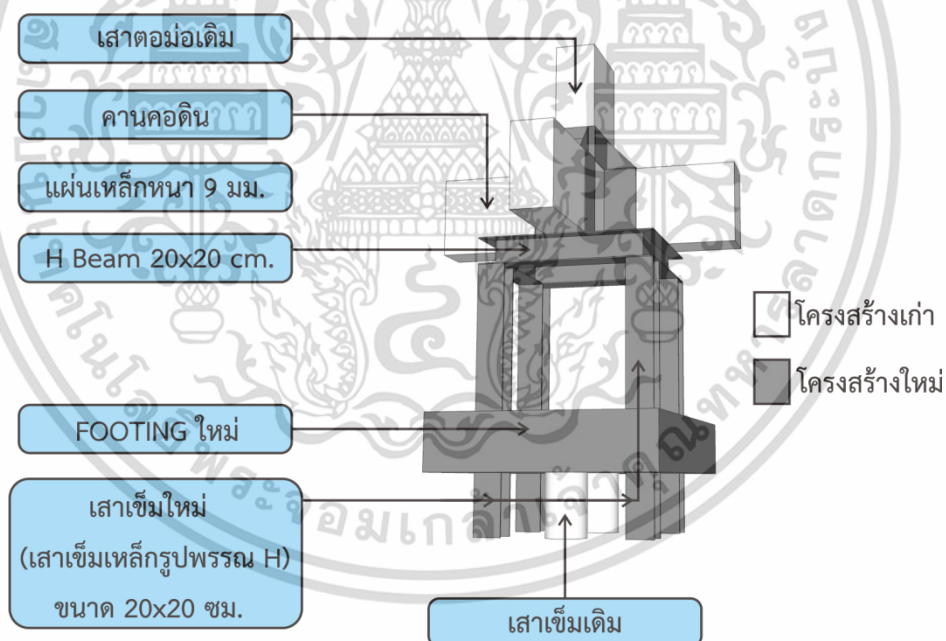 เสาตอม่อเดิม
คานคอดิน
แผ่นเหล็กหนา 9 มม.
H Beam 20x20 cm.
โครงสร้างเก่า
โครงสร้างใหม่
FOOTING ใหม่
เสาเข็มใหม่
(เสาเข็มเหล็กรูปพรรณ H)
ขนาด 20x20 ซม.
เสาเข็มเดิม